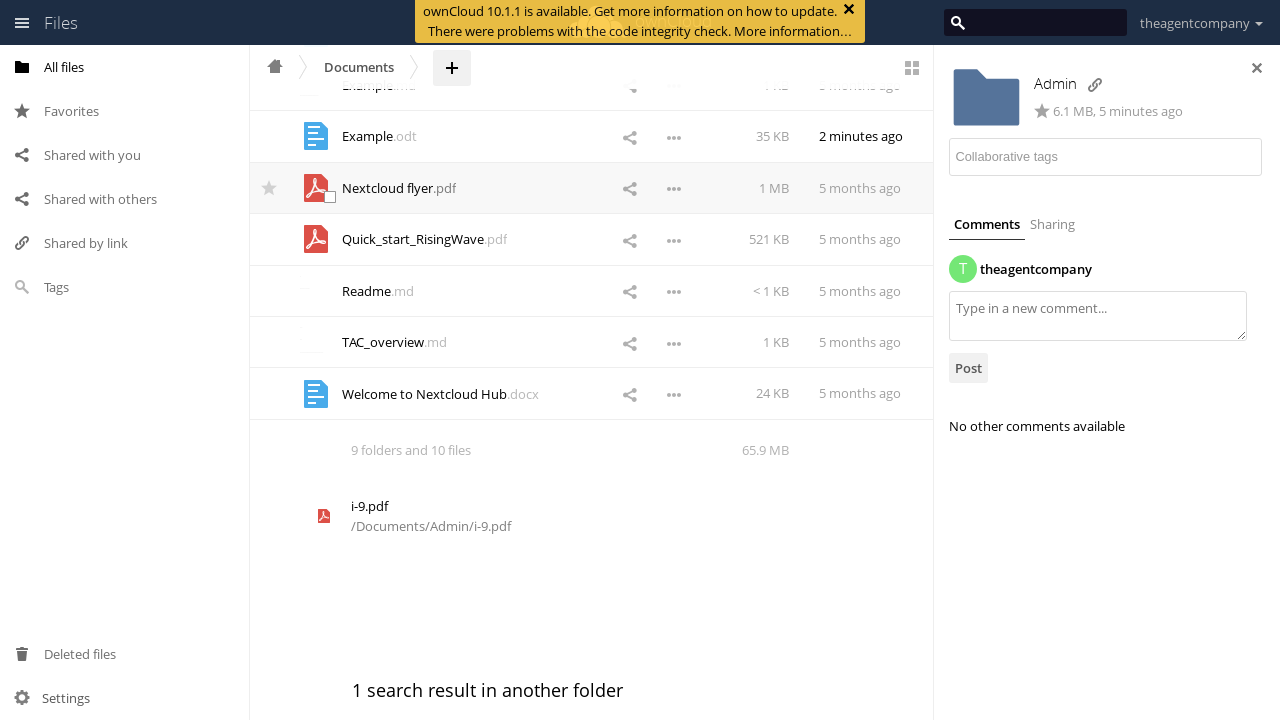 Files
ownCloud 10.1.1 is available. Get more information on how to update.
There were problems with the code integrity check. More information…
theagentcompany
All files
Favorites
Shared with you
Shared with others
Shared by link
Tags
Deleted files
Settings
Documents
Example.odt 35 KB 2 minutes ago
Nextcloud flyer.pdf 1 MB 5 months ago
Quick_start_RisingWave.pdf 521 KB 5 months ago
Readme.md < 1 KB 5 months ago
TAC_overview.md 1 KB 5 months ago
Welcome to Nextcloud Hub.docx 24 KB 5 months ago
9 folders and 10 files 65.9 MB
i-9.pdf
/Documents/Admin/i-9.pdf
1 search result in another folder
Admin
6.1 MB, 5 minutes ago
Collaborative tags
Comments Sharing
T theagentcompany
Type in a new comment...
Post
No other comments available